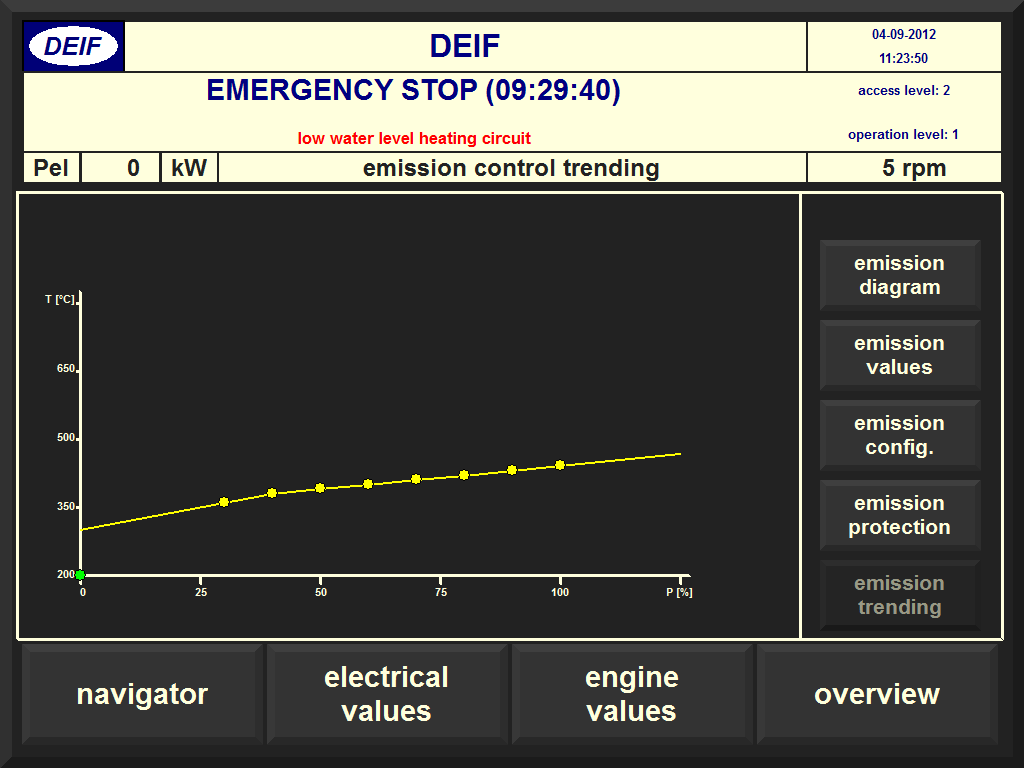 DEIF
DEIF
04-09-2012
11:23:50
EMERGENCY STOP (09:29:40)
access level: 2
low water level heating circuit
operation level: 1
Pel 0 kW emission control trending 5 rpm
T [°C]
650
500
350
200
0 25 50 75 100 P [%]
emission
diagram
emission
values
emission
config.
emission
protection
emission
trending
navigator
electrical
values
engine
values
overview